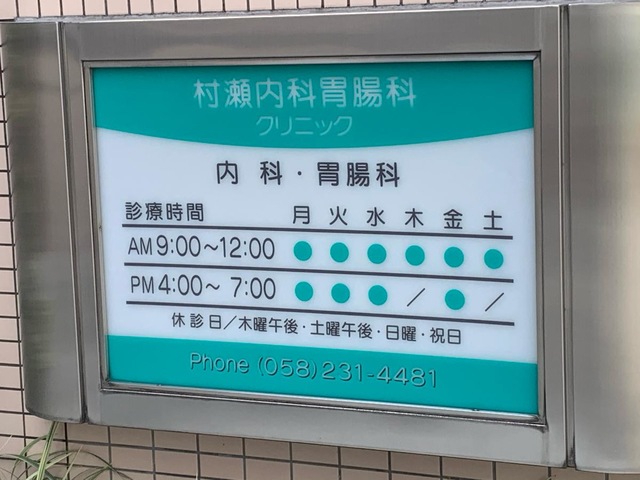 村瀬内科胃腸科
クリニック
内科・胃腸科
診療時間 月 火 水 木 金 土
AM 9:00〜12:00 ● ● ● ● ● ●
PM 4:00〜 7:00 ● ● ● ／ ● ／
休診日／木曜午後・土曜午後・日曜・祝日
Phone (058)231-4481